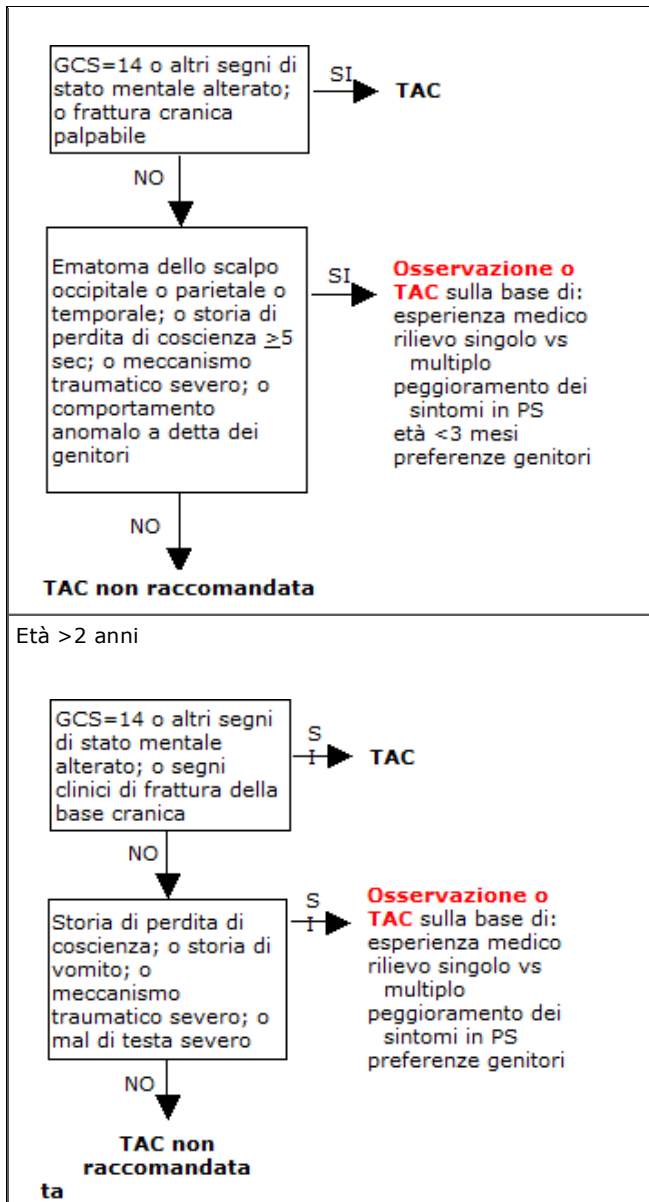 GCS=14 o altri segni di
stato mentale alterato;
o frattura cranica
palpabile
SI
TAC
NO
Ematoma dello scalpo
occipitale o parietale o
temporale; o storia di
perdita di coscienza ≥5
sec; o meccanismo
traumatico severo; o
comportamento
anomalo a detta dei
genitori
SI
Osservazione o
TAC sulla base di:
esperienza medico
rilievo singolo vs
multiplo
peggioramento dei
sintomi in PS
età <3 mesi
preferenze genitori
NO
TAC non raccomandata
Età >2 anni
GCS=14 o altri segni
di stato mentale
alterato; o segni
clinici di frattura della
base cranica
S
I
TAC
NO
Storia di perdita di
coscienza; o storia di
vomito; o
meccanismo
traumatico severo; o
mal di testa severo
S
I
Osservazione o
TAC sulla base di:
esperienza medico
rilievo singolo vs
multiplo
peggioramento dei
sintomi in PS
preferenze genitori
NO
TAC non
raccomandata
ta